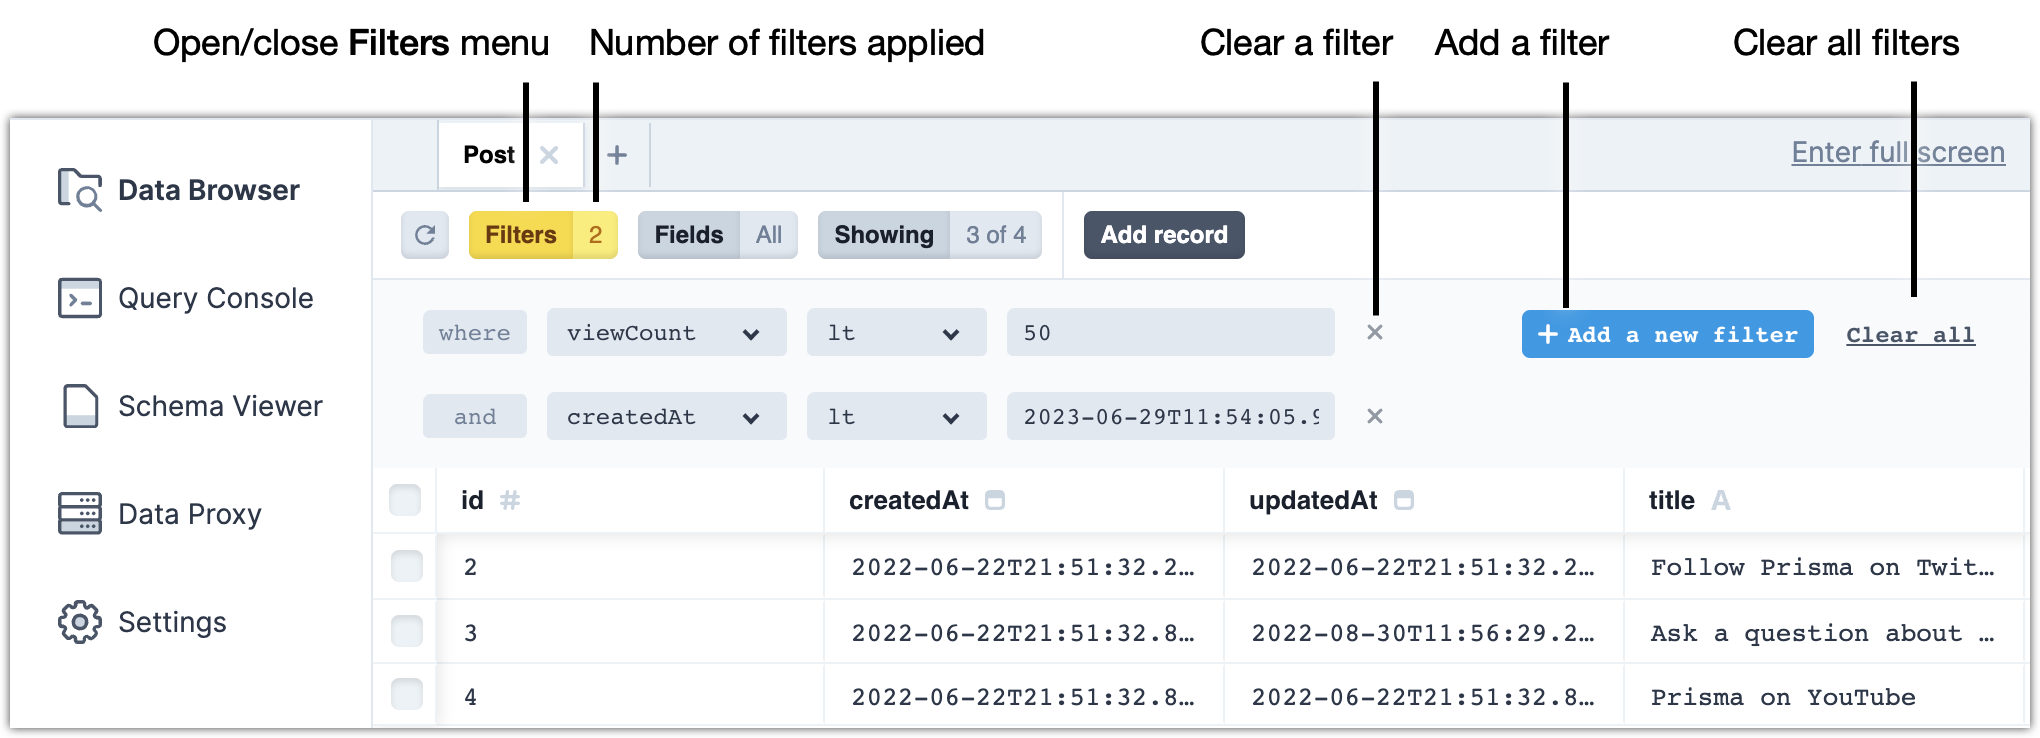 Open/close Filters menu Number of filters applied Clear a filter Add a filter Clear all filters
Post
Enter full screen
Data Browser
Query Console
Schema Viewer
Data Proxy
Settings
Filters 2 Fields All Showing 3 of 4 Add record
where viewCount lt 50 + Add a new filter Clear all
and createdAt lt 2023-06-29T11:54:05.9
id # createdAt updatedAt title A
2 2022-06-22T21:51:32.2… 2022-06-22T21:51:32.2… Follow Prisma on Twit…
3 2022-06-22T21:51:32.8… 2022-08-30T11:56:29.2… Ask a question about …
4 2022-06-22T21:51:32.8… 2022-06-22T21:51:32.8… Prisma on YouTube